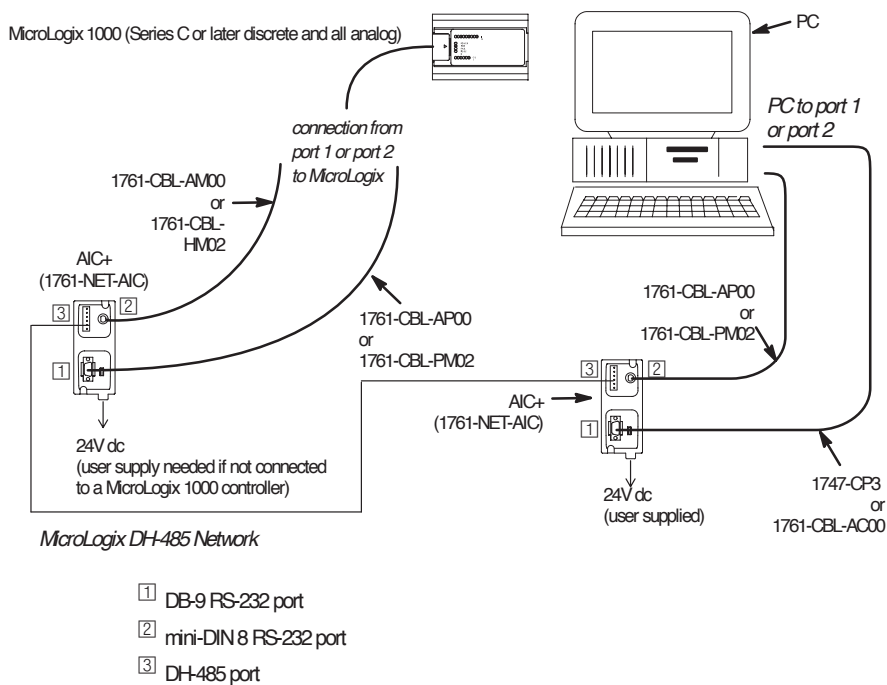 MicroLogix 1000 (Series C or later discrete and all analog)
PC
PC to port 1
or port 2
connection from
port 1 or port 2
to MicroLogix
1761-CBL-AM00
or
1761-CBL-
HM02
AIC+
(1761-NET-AIC)
3
2
1
1761-CBL-AP00
or
1761-CBL-PM02
24V dc
(user supply needed if not connected
to a MicroLogix 1000 controller)
MicroLogix DH-485 Network
1761-CBL-AP00
or
1761-CBL-PM02
3
2
AIC+
(1761-NET-AIC)
1
24V dc
(user supplied)
1747-CP3
or
1761-CBL-AC00
1 DB-9 RS-232 port
2 mini-DIN 8 RS-232 port
3 DH-485 port